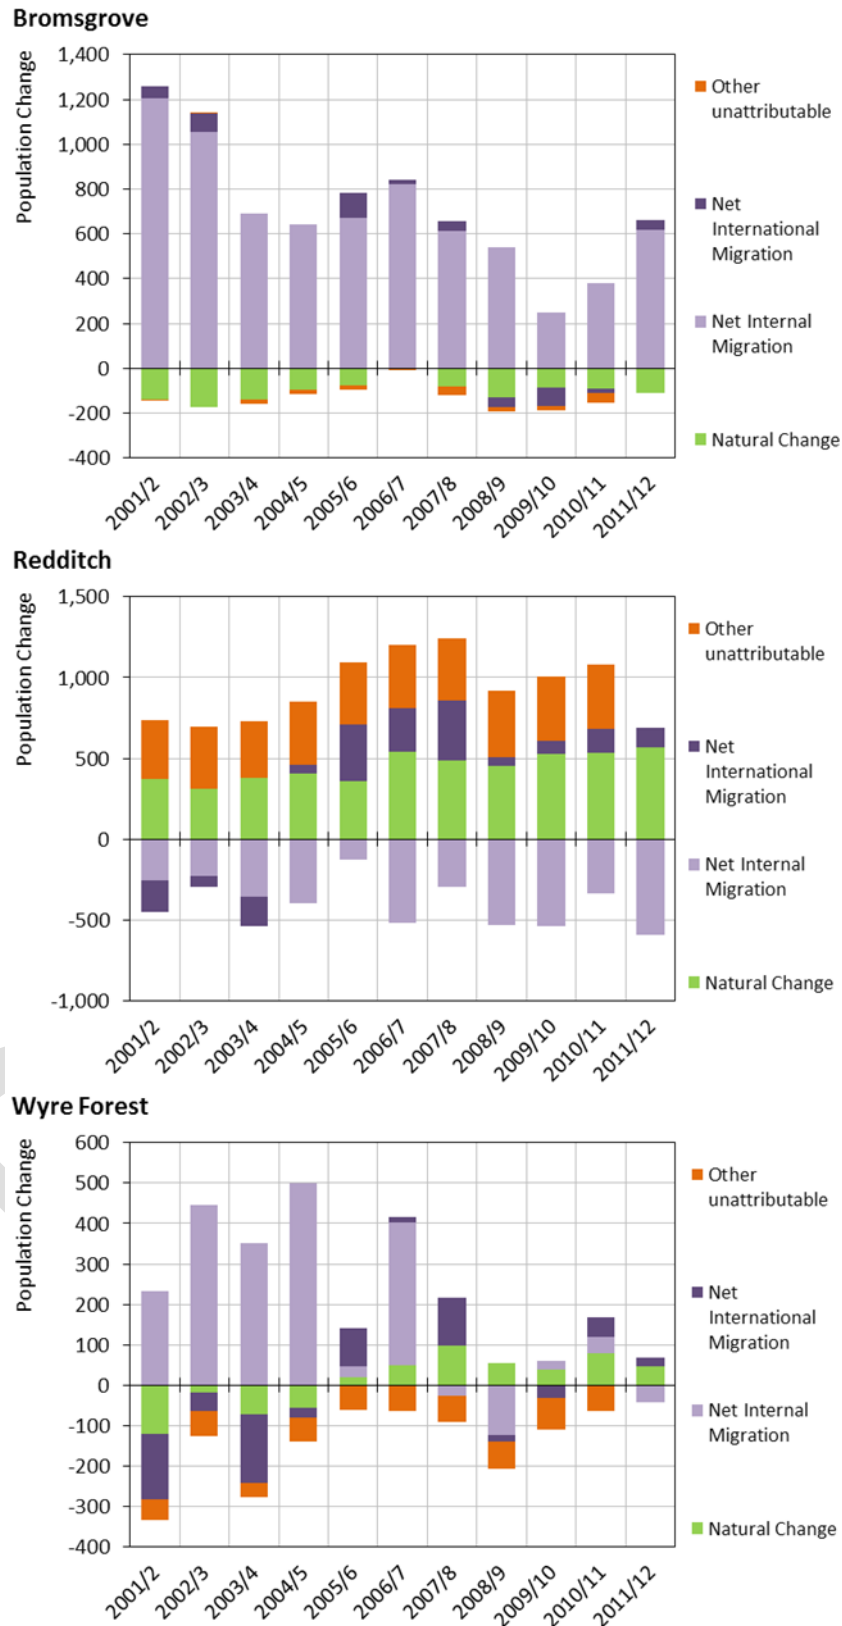 Bromsgrove
Population Change
1,400
1,200
1,000
800
600
400
200
0
-200
-400
2001/2
2002/3
2003/4
2004/5
2005/6
2006/7
2007/8
2008/9
2009/10
2010/11
2011/12
Other
unattributable
Net
International
Migration
Net Internal
Migration
Natural Change
Redditch
Population Change
1,500
1,000
500
0
-500
-1,000
2001/2
2002/3
2003/4
2004/5
2005/6
2006/7
2007/8
2008/9
2009/10
2010/11
2011/12
Other
unattributable
Net
International
Migration
Net Internal
Migration
Natural Change
Wyre Forest
Population Change
600
500
400
300
200
100
0
-100
-200
-300
-400
2001/2
2002/3
2003/4
2004/5
2005/6
2006/7
2007/8
2008/9
2009/10
2010/11
2011/12
Other
unattributable
Net
International
Migration
Net Internal
Migration
Natural Change